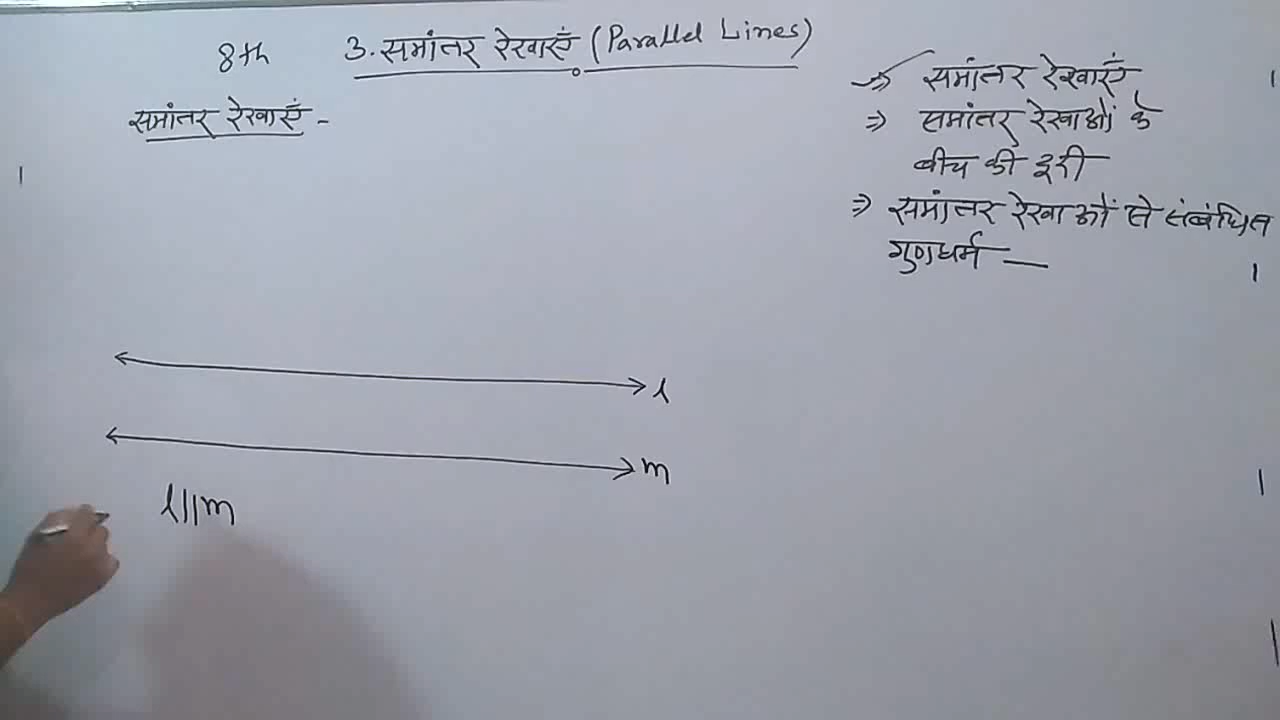 8th 3. समांतर रेखाएँ (Parallel Lines)
समांतर रेखाएँ -
⇒ समांतर रेखाएँ
⇒ समांतर रेखाओं के
बीच की दूरी
⇒ समांतर रेखाओं से संबंधित
गुणधर्म —
l
m
l||m